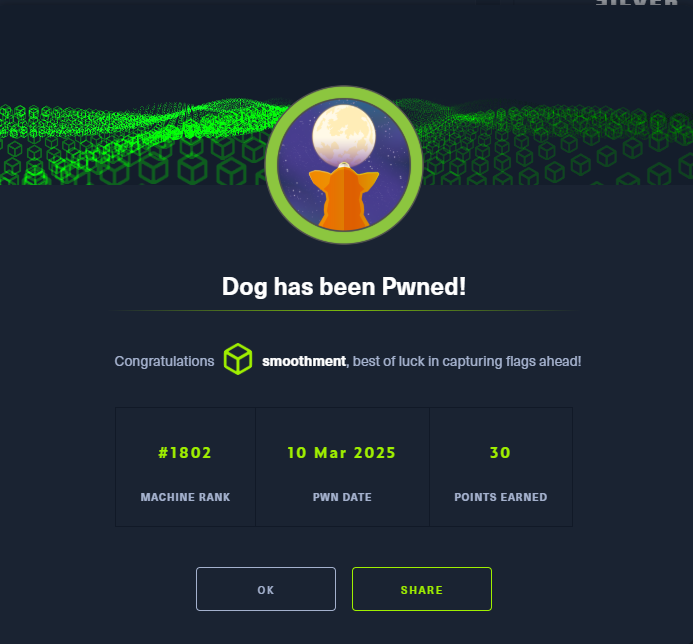 SILVER
Dog has been Pwned!
Congratulations smoothment, best of luck in capturing flags ahead!
#1802 10 Mar 2025 30
MACHINE RANK PWN DATE POINTS EARNED
OK SHARE